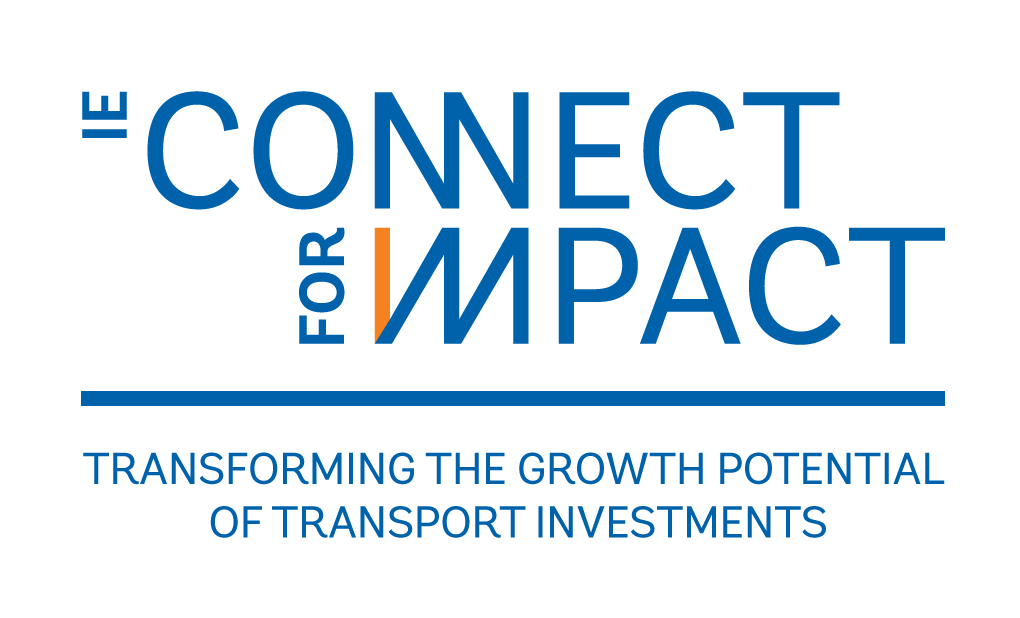 IE CONNECT
FOR IMPACT
TRANSFORMING THE GROWTH POTENTIAL
OF TRANSPORT INVESTMENTS